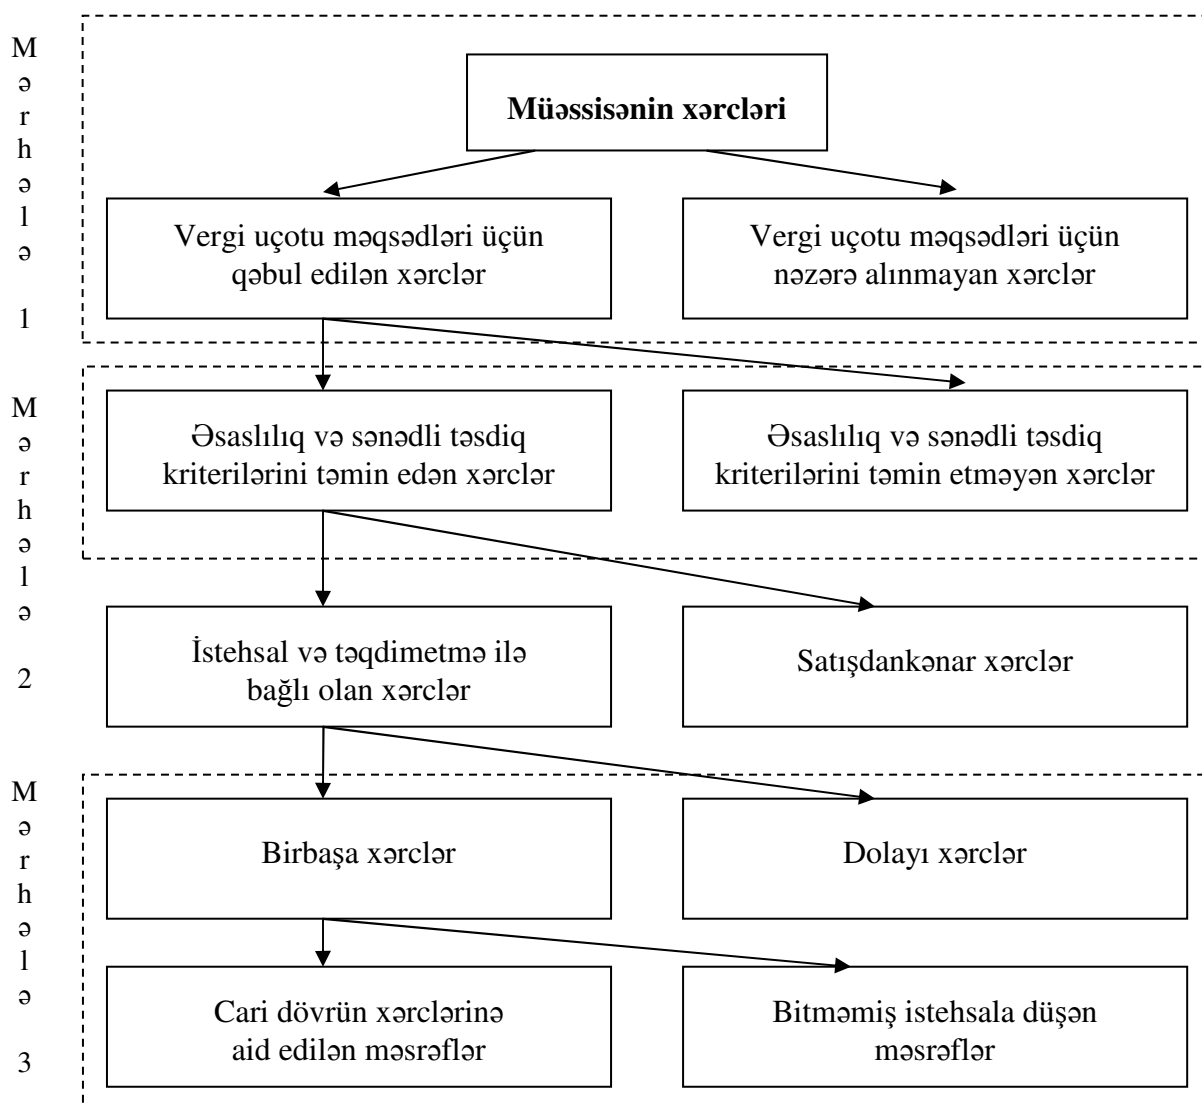 Mərhələ 1
Müəssisənin xərcləri
Vergi uçotu məqsədləri üçün
qəbul edilən xərclər
Vergi uçotu məqsədləri üçün
nəzərə alınmayan xərclər
Mərhələ 2
Əsaslılıq və sənədli təsdiq
kriterilərini təmin edən xərclər
Əsaslılıq və sənədli təsdiq
kriterilərini təmin etməyən xərclər
İstehsal və təqdimetmə ilə
bağlı olan xərclər
Satışdankənar xərclər
Mərhələ 3
Birbaşa xərclər
Dolayı xərclər
Cari dövrün xərclərinə
aid edilən məsrəflər
Bitməmiş istehsala düşən
məsrəflər